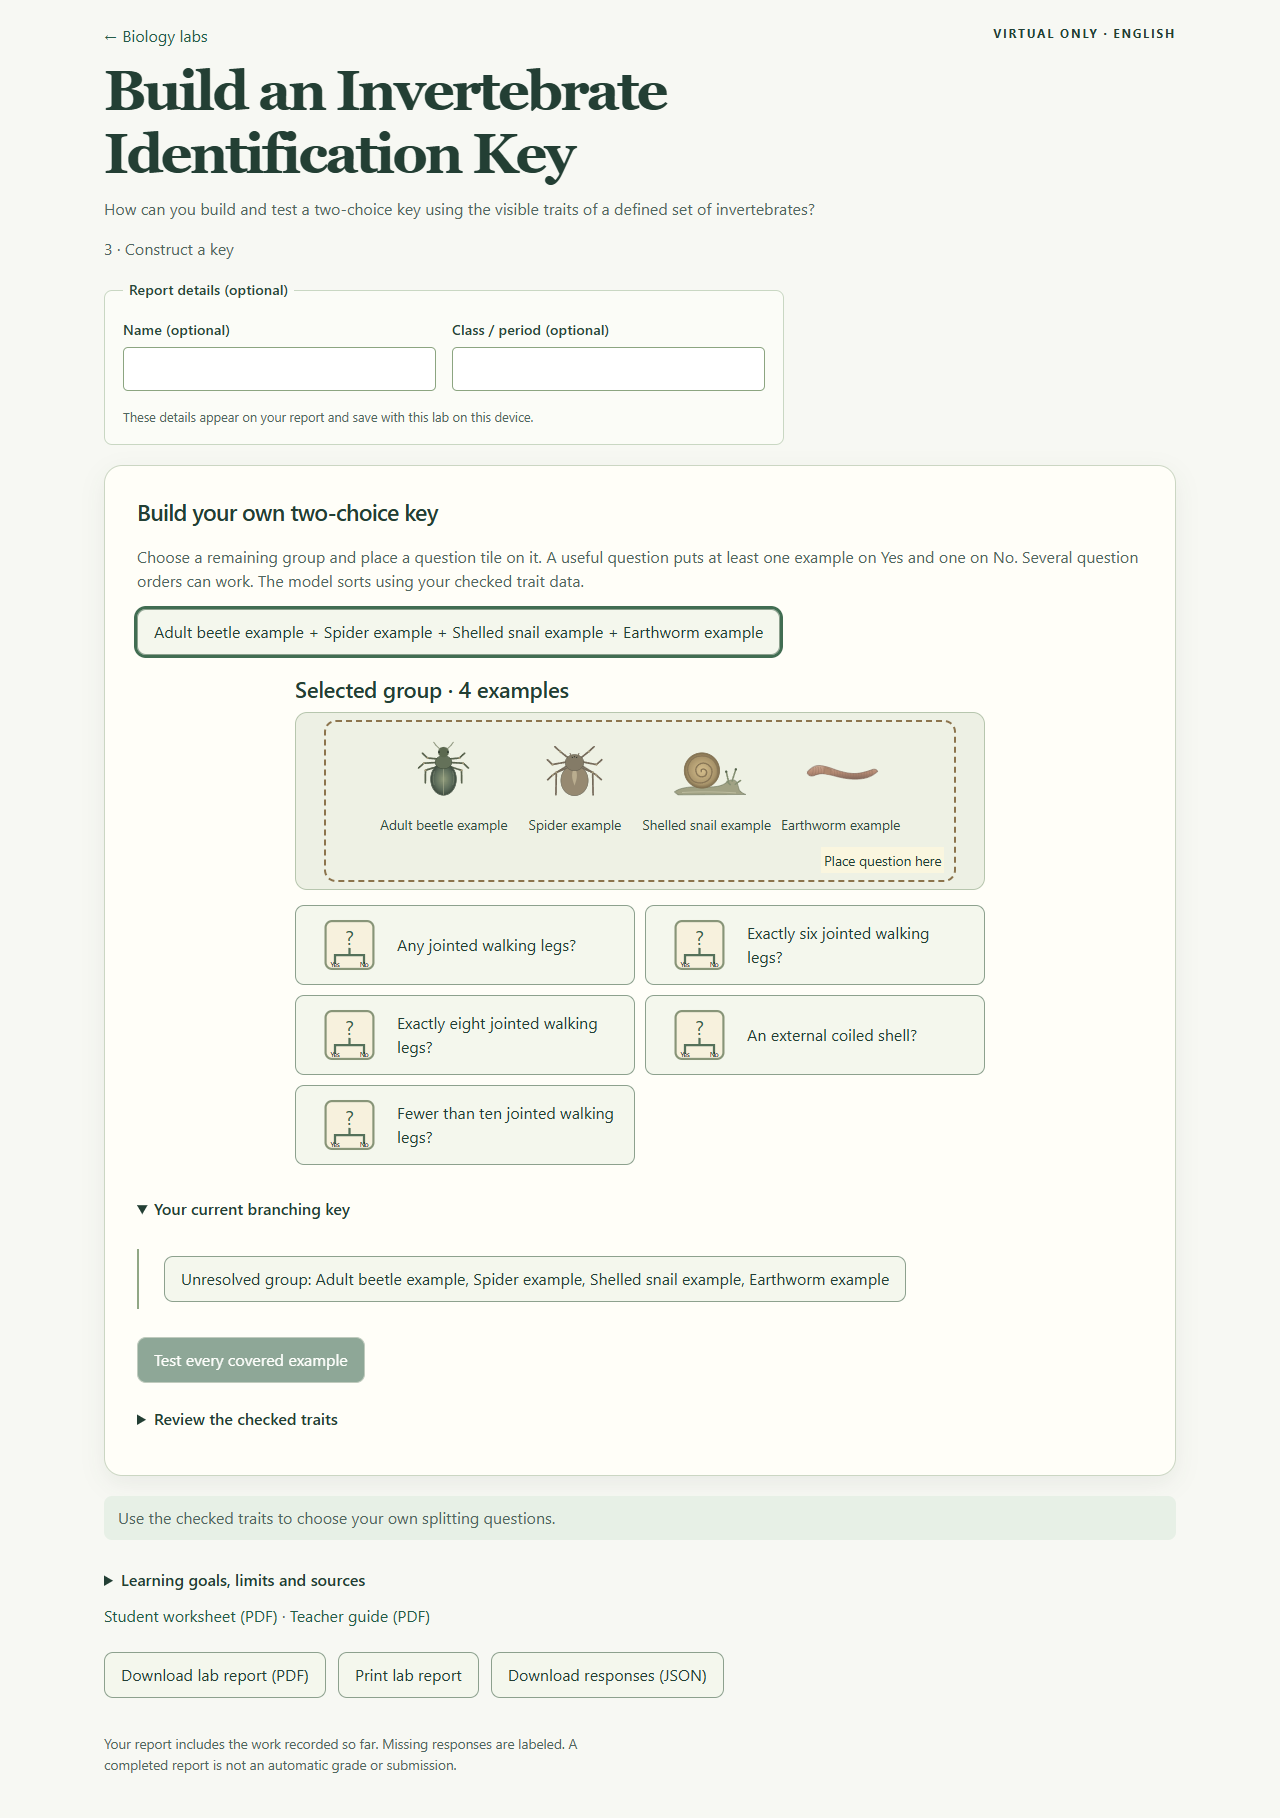 ← Biology labs
VIRTUAL ONLY · ENGLISH
Build an Invertebrate
Identification Key
How can you build and test a two-choice key using the visible traits of a defined set of invertebrates?
3 · Construct a key
Report details (optional)
Name (optional)
Class / period (optional)
These details appear on your report and save with this lab on this device.
Build your own two-choice key
Choose a remaining group and place a question tile on it. A useful question puts at least one example on Yes and one on No. Several question
orders can work. The model sorts using your checked trait data.
Adult beetle example + Spider example + Shelled snail example + Earthworm example
Selected group · 4 examples
Adult beetle example
Spider example
Shelled snail example
Earthworm example
Place question here
?
Yes No
Any jointed walking legs?
?
Yes No
Exactly six jointed walking
legs?
?
Yes No
Exactly eight jointed walking
legs?
?
Yes No
An external coiled shell?
?
Yes No
Fewer than ten jointed walking
legs?
▼ Your current branching key
Unresolved group: Adult beetle example, Spider example, Shelled snail example, Earthworm example
Test every covered example
▶ Review the checked traits
Use the checked traits to choose your own splitting questions.
▶ Learning goals, limits and sources
Student worksheet (PDF) · Teacher guide (PDF)
Download lab report (PDF)
Print lab report
Download responses (JSON)
Your report includes the work recorded so far. Missing responses are labeled. A
completed report is not an automatic grade or submission.